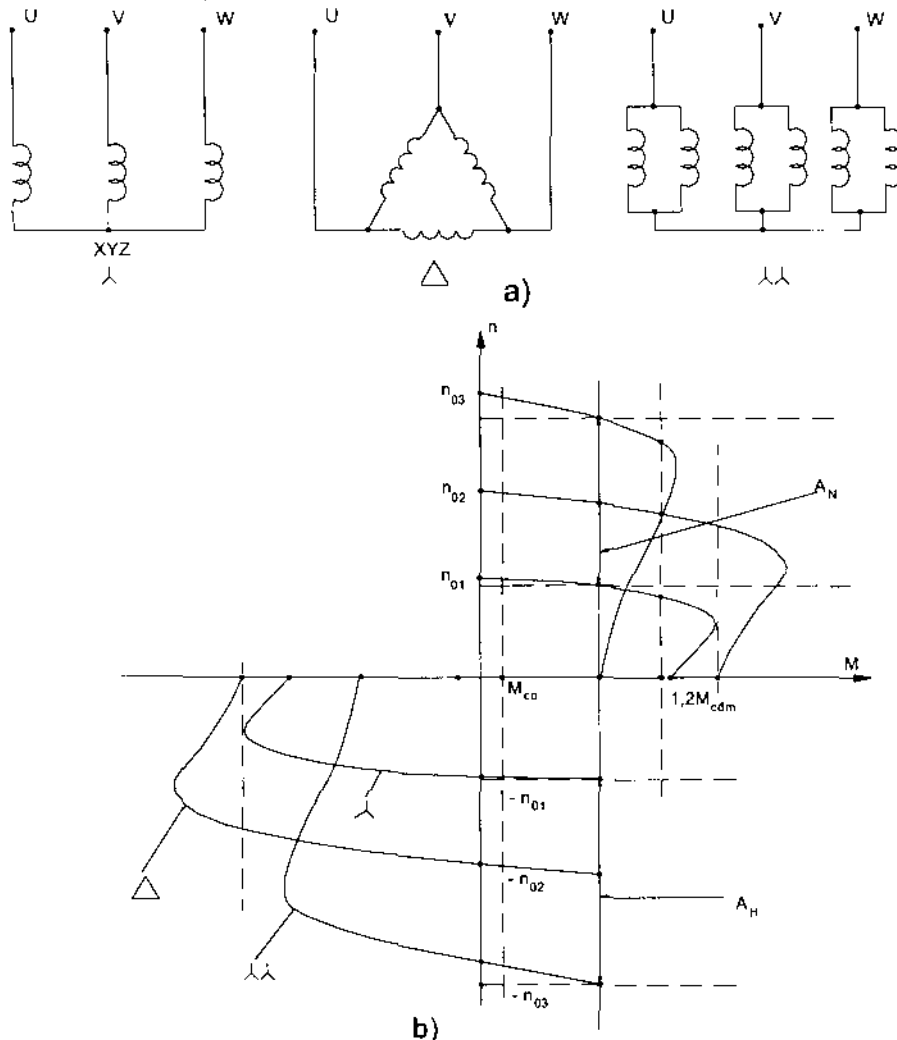 U V W U V W U V W
XYZ
a)
n
n03
n02
AN
n01
M
Mco
1,2Mcdm
- n01
- n02
AH
- n03
b)